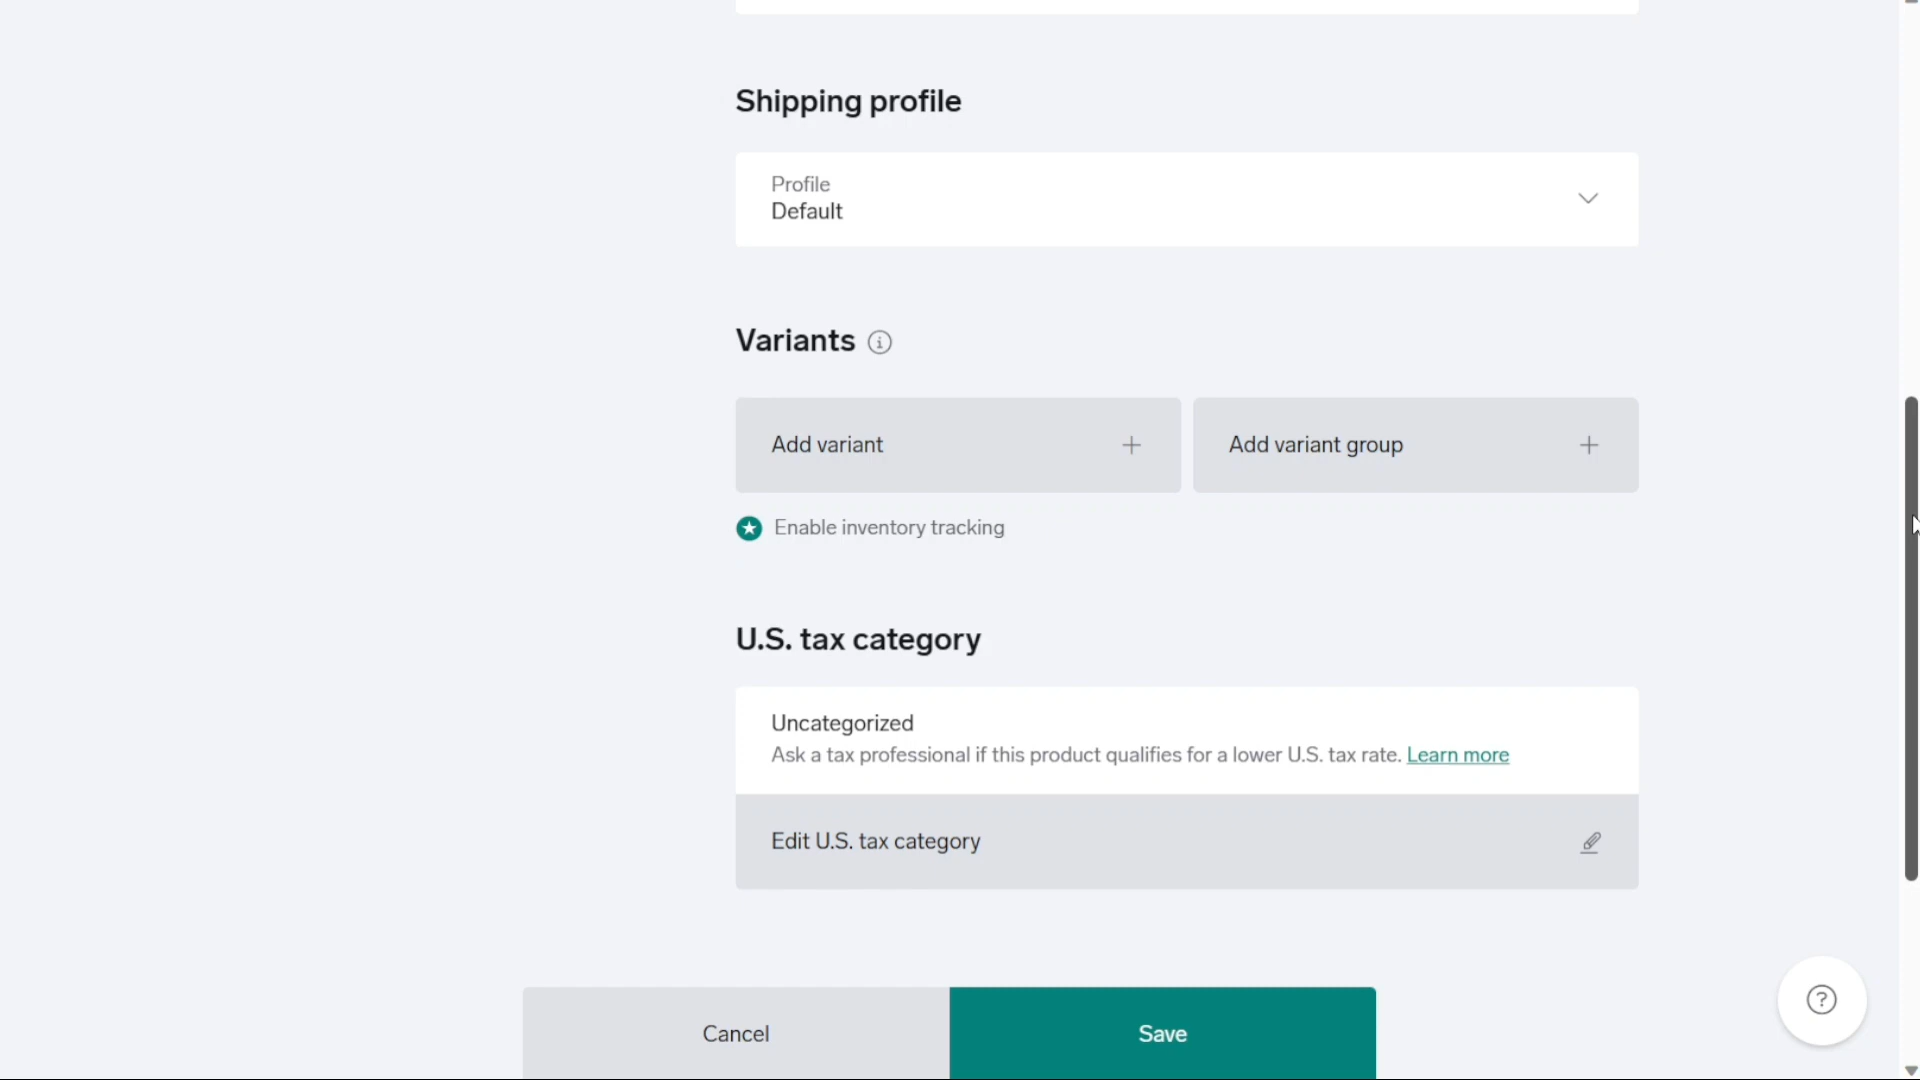 Shipping profile
Profile
Default
Variants
Add variant
Add variant group
Enable inventory tracking
U.S. tax category
Uncategorized
Ask a tax professional if this product qualifies for a lower U.S. tax rate. Learn more
Edit U.S. tax category
Cancel
Save